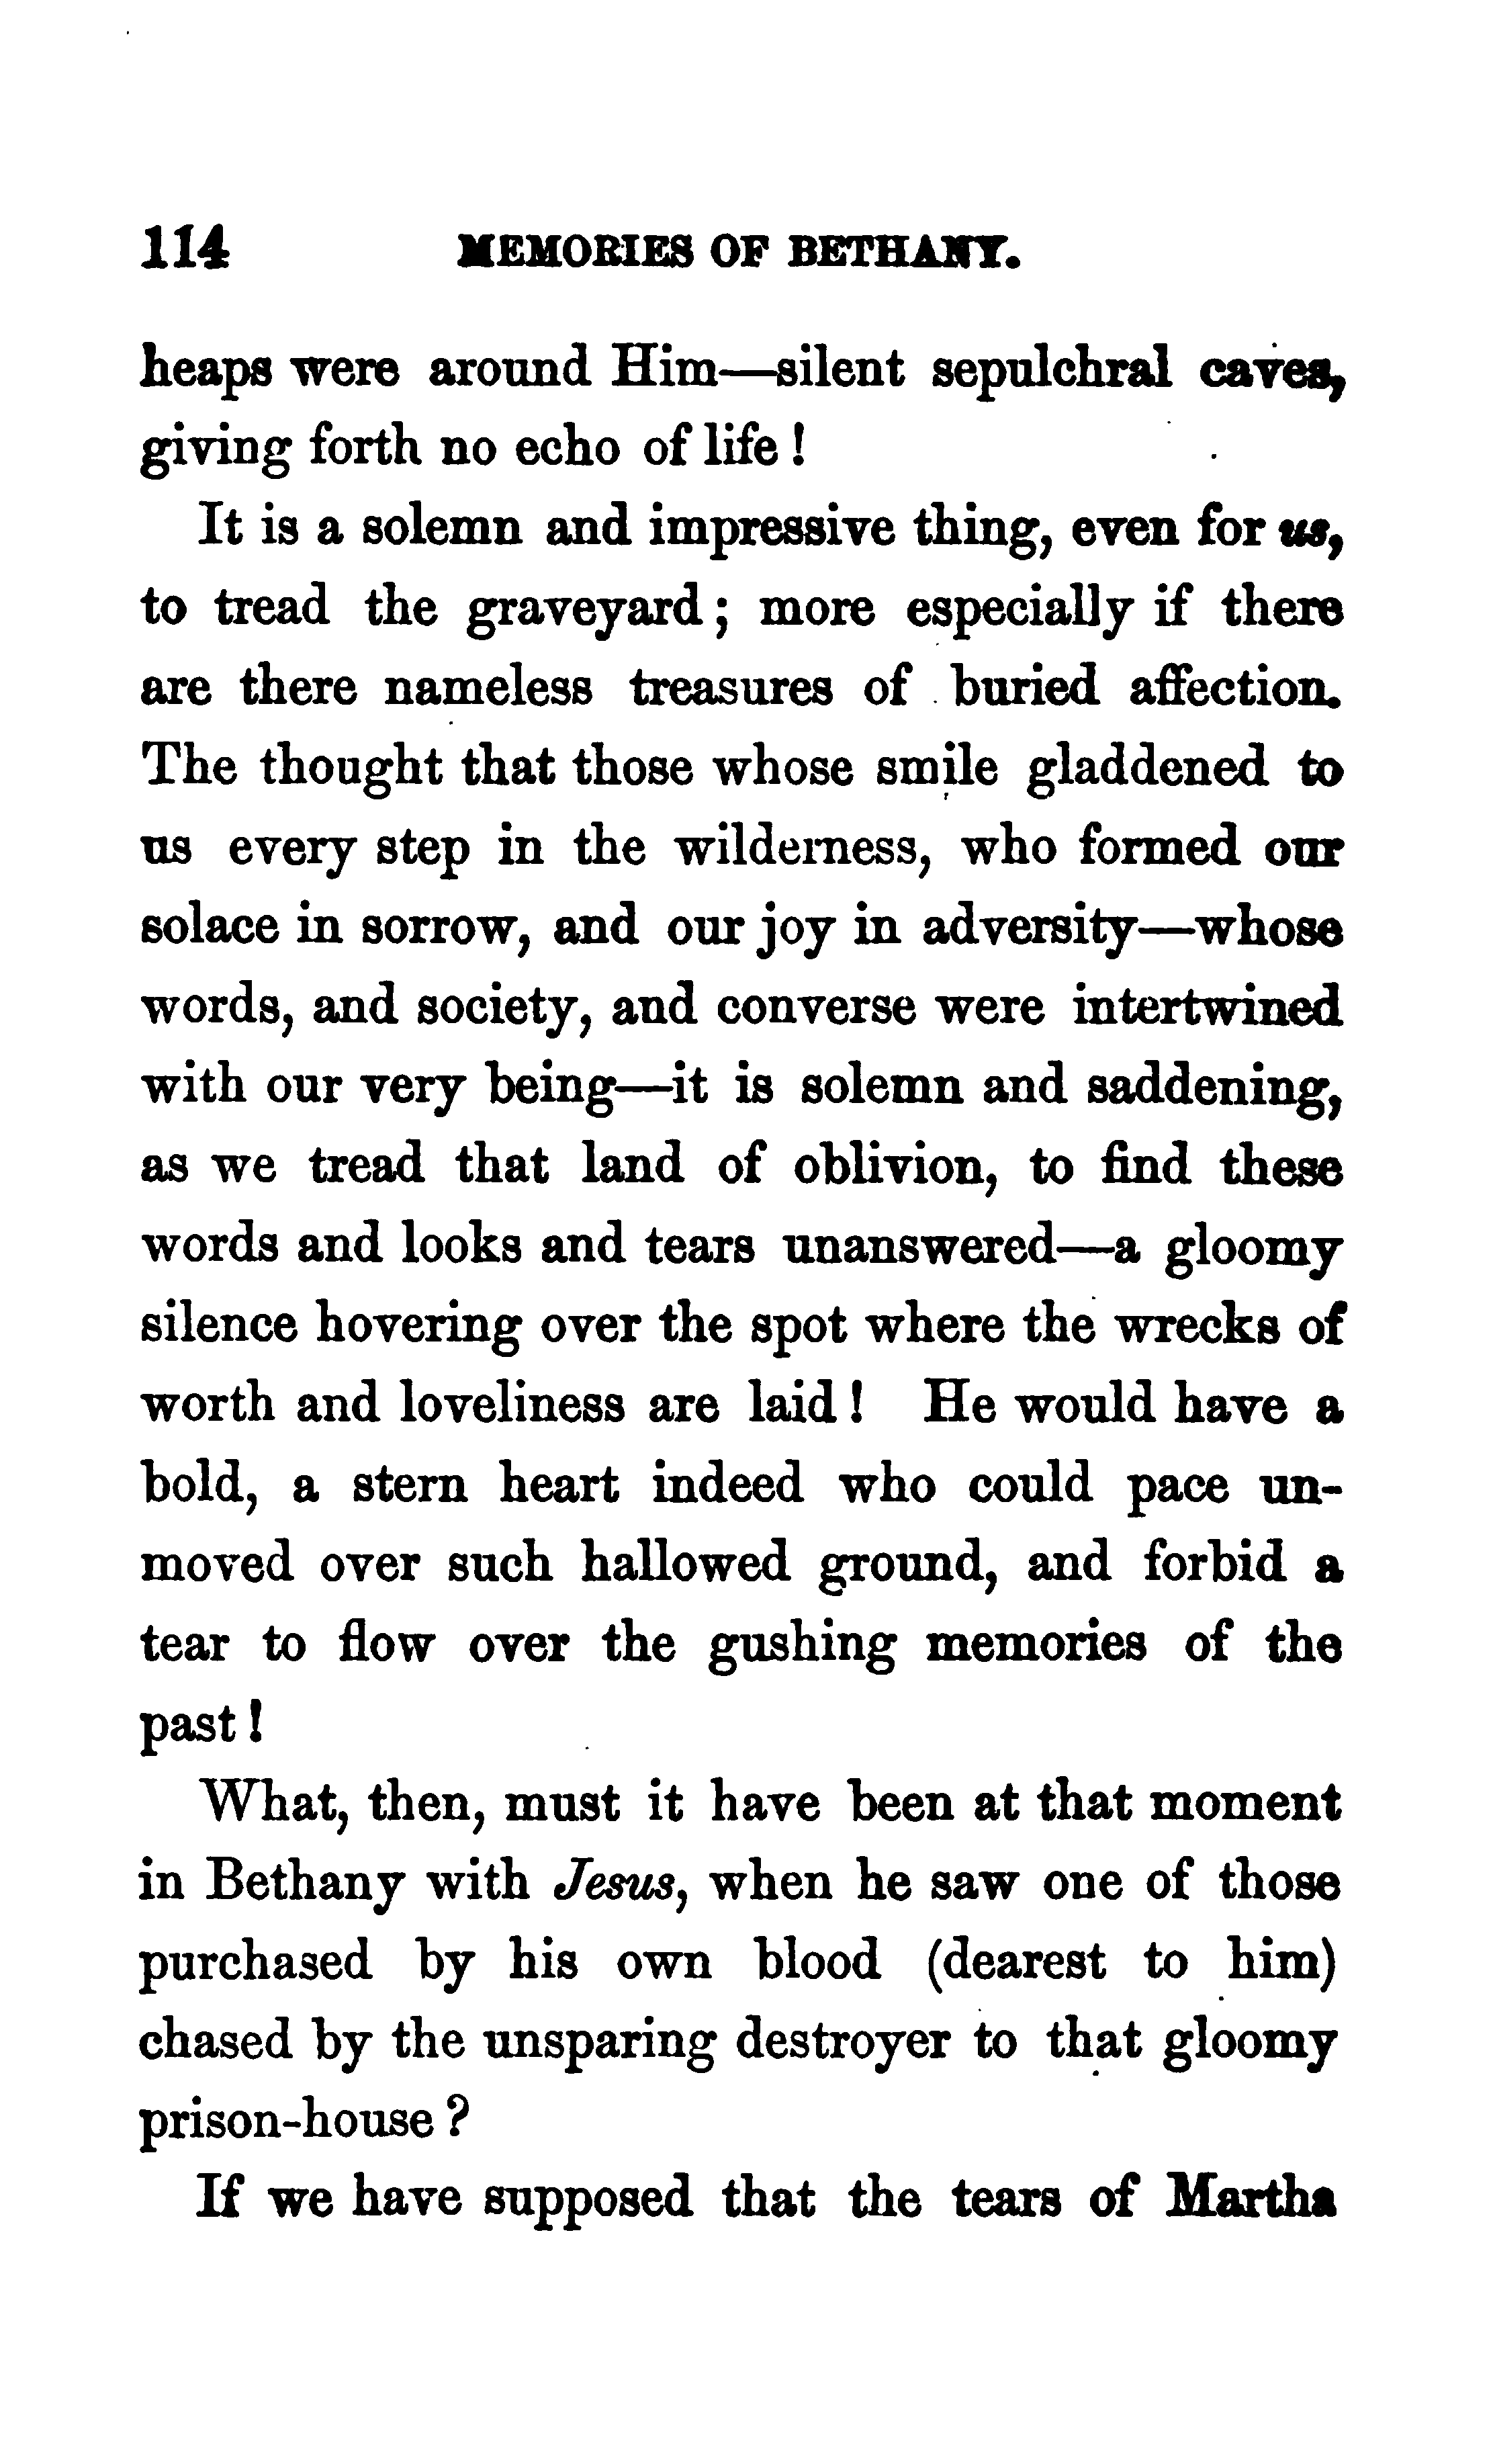 114 MEMORIES OF BETHANY.
heaps were around Him—silent sepulchral caves,
giving forth no echo of life!
It is a solemn and impressive thing, even for us,
to tread the graveyard; more especially if there
are there nameless treasures of buried affection.
The thought that those whose smile gladdened to
us every step in the wilderness, who formed our
solace in sorrow, and our joy in adversity—whose
words, and society, and converse were intertwined
with our very being—it is solemn and saddening,
as we tread that land of oblivion, to find these
words and looks and tears unanswered—a gloomy
silence hovering over the spot where the wrecks of
worth and loveliness are laid! He would have a
bold, a stern heart indeed who could pace un-
moved over such hallowed ground, and forbid a
tear to flow over the gushing memories of the
past!
What, then, must it have been at that moment
in Bethany with Jesus, when he saw one of those
purchased by his own blood (dearest to him)
chased by the unsparing destroyer to that gloomy
prison-house?
If we have supposed that the tears of Martha